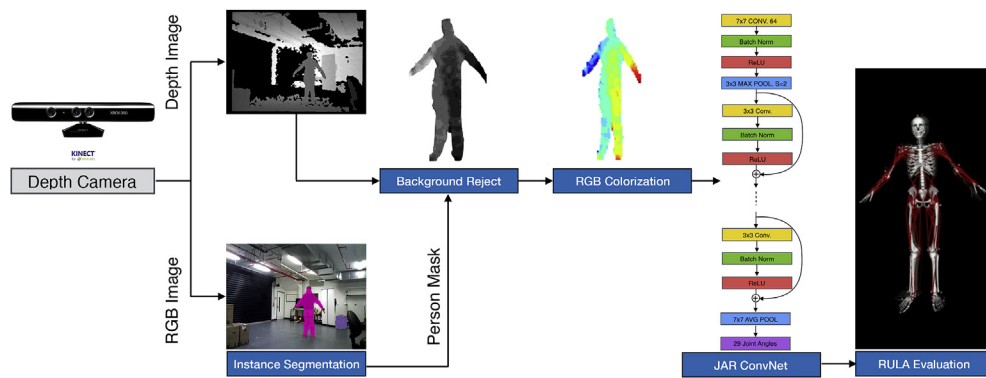 Depth Image
XBOX360
KINECT
Depth Camera
RGB Image
Instance Segmentation
Person Mask
Background Reject
RGB Colorization
7x7 CONV. 64
Batch Norm
ReLU
3x3 MAX POOL, S=2
3x3 Conv.
Batch Norm
ReLU
3x3 Conv.
Batch Norm
ReLU
7x7 AVG POOL
29 Joint Angles
JAR ConvNet
RULA Evaluation